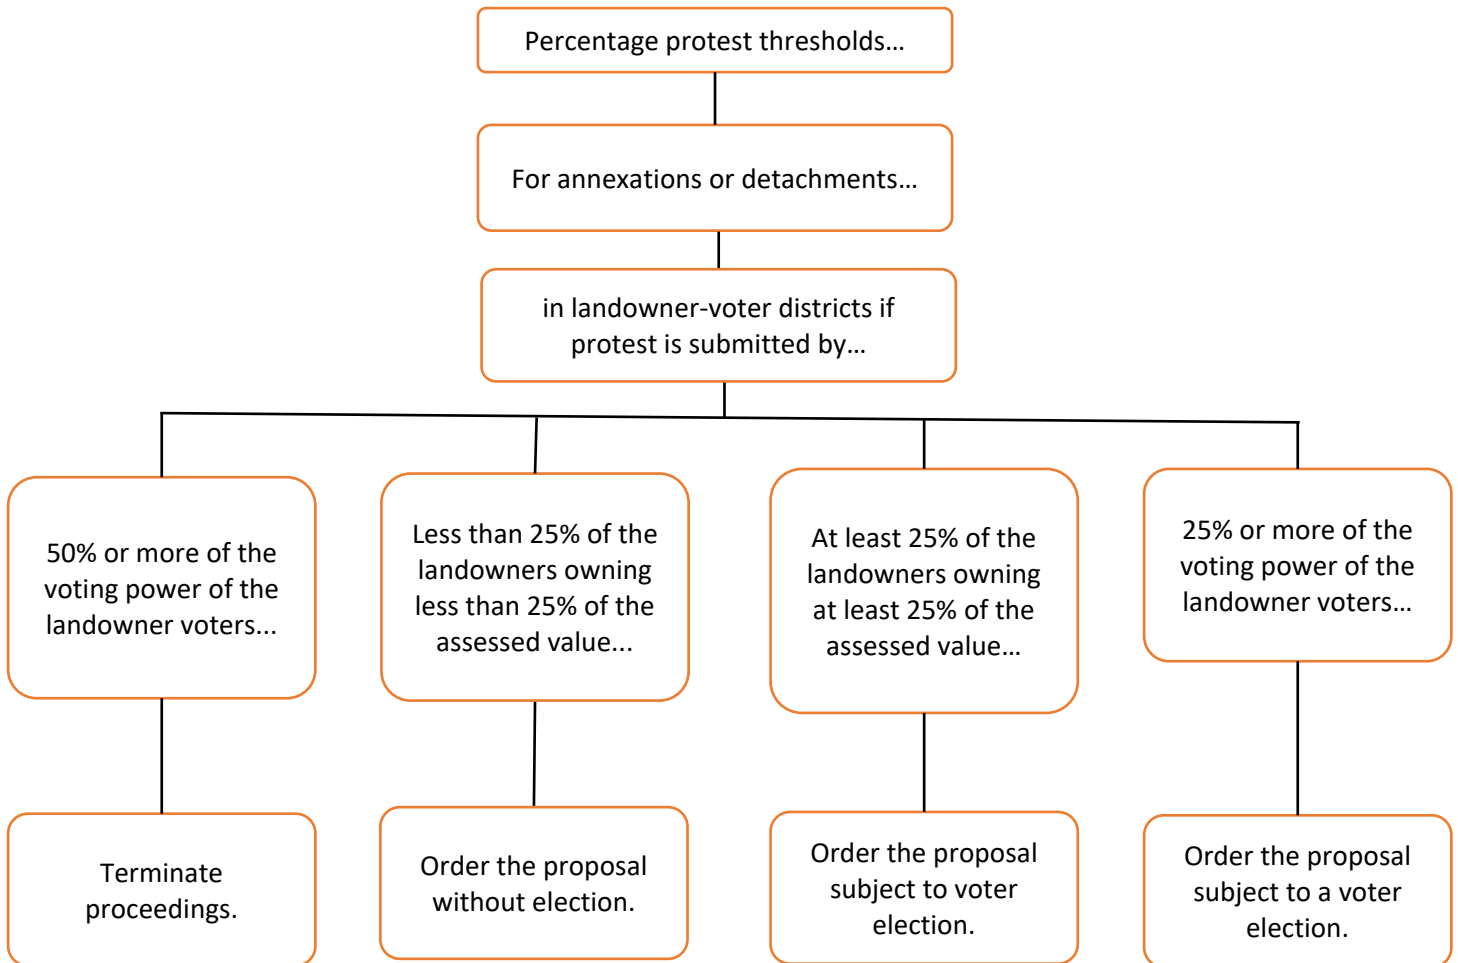 Percentage protest thresholds…
For annexations or detachments…
in landowner-voter districts if
protest is submitted by…
50% or more of the
voting power of the
landowner voters...
Less than 25% of the
landowners owning
less than 25% of the
assessed value...
At least 25% of the
landowners owning
at least 25% of the
assessed value…
25% or more of the
voting power of the
landowner voters…
Terminate
proceedings.
Order the proposal
without election.
Order the proposal
subject to voter
election.
Order the proposal
subject to a voter
election.